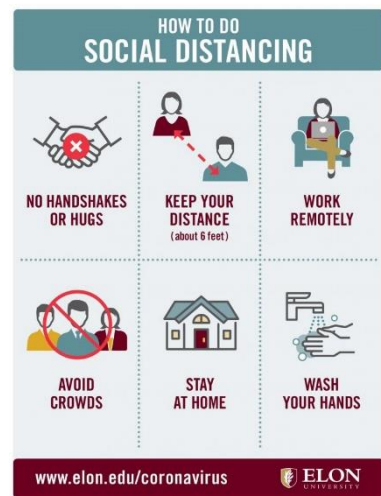 HOW TO DO
SOCIAL DISTANCING
NO HANDSHAKES
OR HUGS
KEEP YOUR
DISTANCE
(about 6 feet)
WORK
REMOTELY
AVOID
CROWDS
STAY
AT HOME
WASH
YOUR HANDS
www.elon.edu/coronavirus
ELON
UNIVERSITY